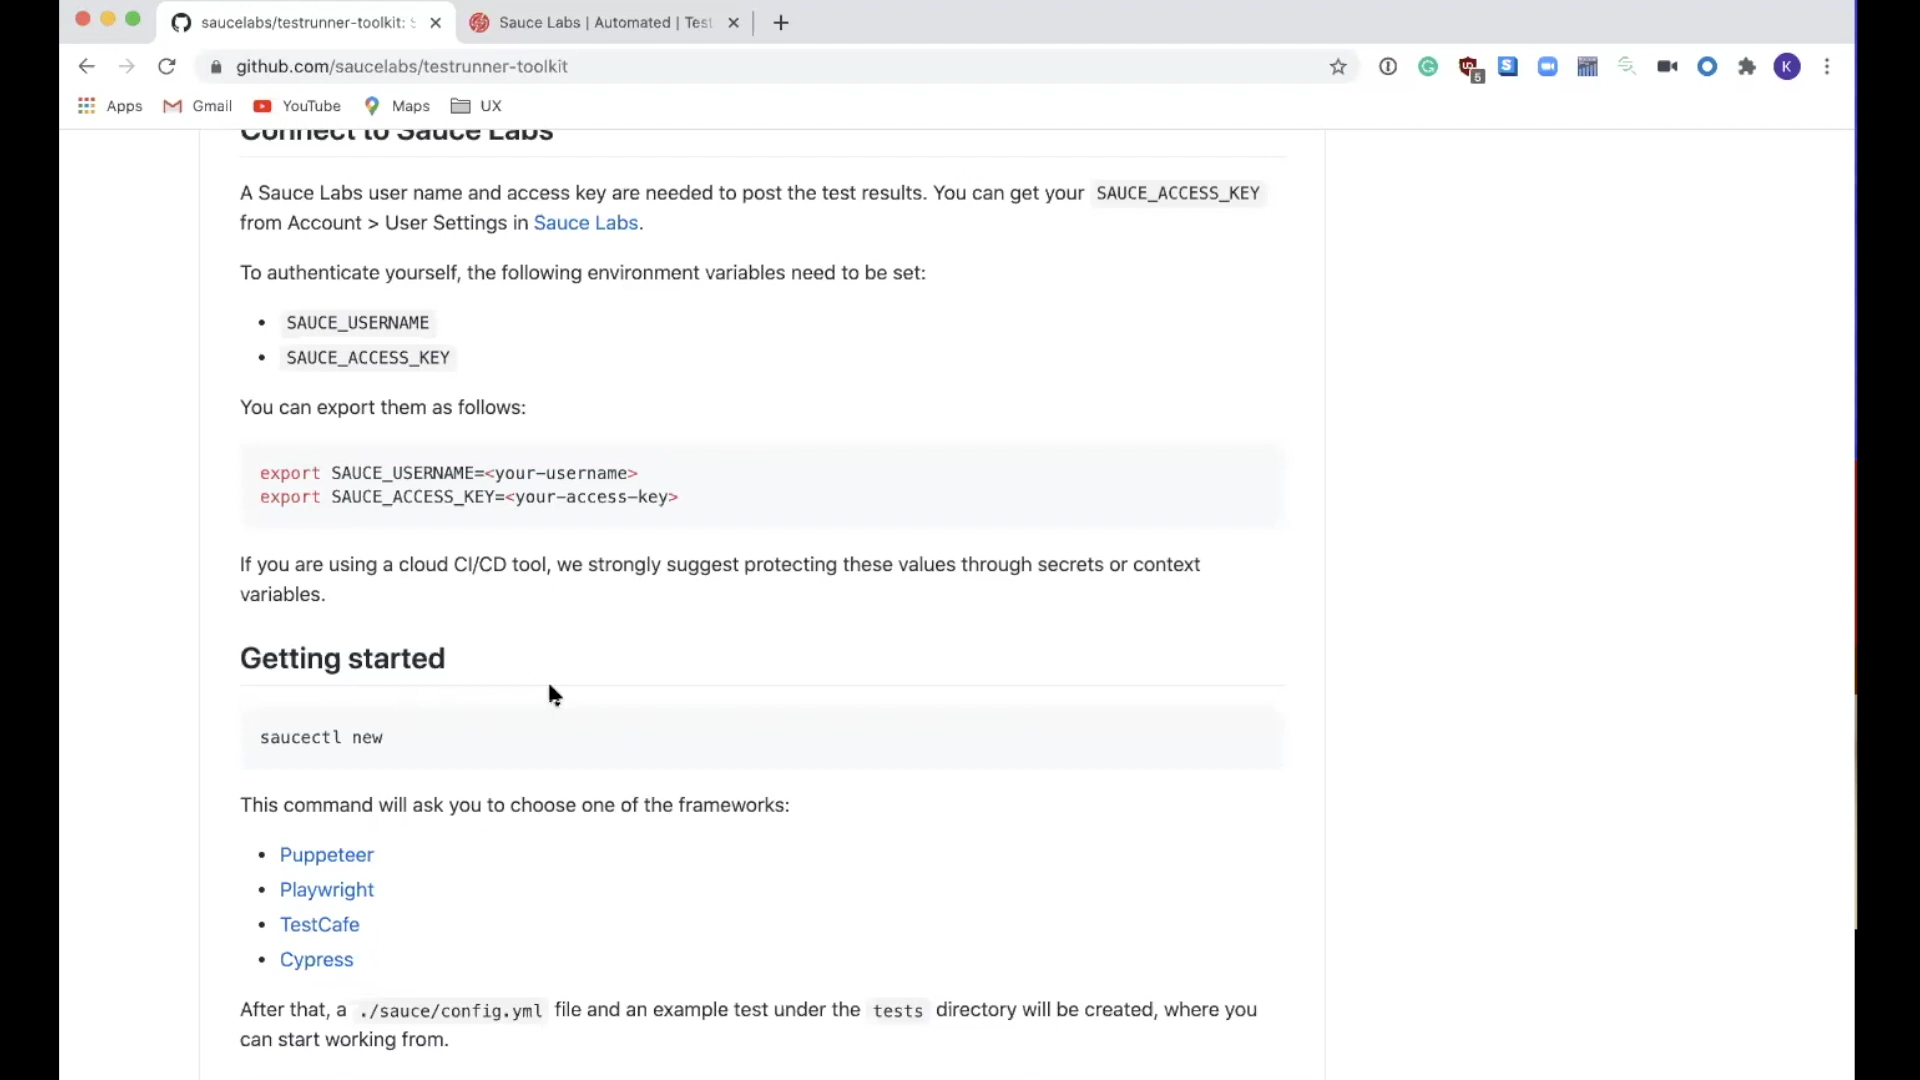 saucelabs/testrunner-toolkit: S
Sauce Labs | Automated | Test
github.com/saucelabs/testrunner-toolkit
5
K
Apps
Gmail
YouTube
Maps
UX
Connect to Sauce Labs
A Sauce Labs user name and access key are needed to post the test results. You can get your SAUCE_ACCESS_KEY
from Account > User Settings in Sauce Labs.
To authenticate yourself, the following environment variables need to be set:
• SAUCE_USERNAME
• SAUCE_ACCESS_KEY
You can export them as follows:
export SAUCE_USERNAME=<your-username>
export SAUCE_ACCESS_KEY=<your-access-key>
If you are using a cloud CI/CD tool, we strongly suggest protecting these values through secrets or context
variables.
Getting started
saucectl new
This command will ask you to choose one of the frameworks:
• Puppeteer
• Playwright
• TestCafe
• Cypress
After that, a ./sauce/config.yml file and an example test under the tests directory will be created, where you
can start working from.